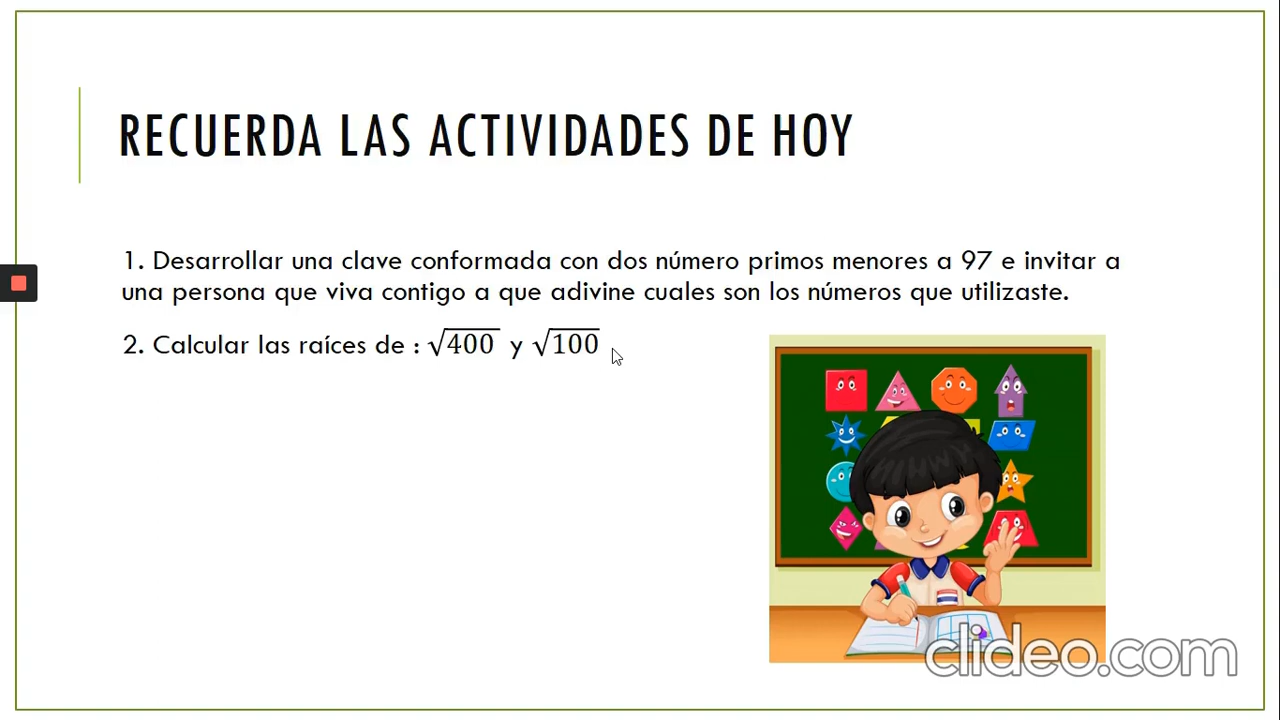 RECUERDA LAS ACTIVIDADES DE HOY
1. Desarrollar una clave conformada con dos número primos menores a 97 e invitar a
una persona que viva contigo a que adivine cuales son los números que utilizaste.
2. Calcular las raíces de : √400 y √100
clideo.com